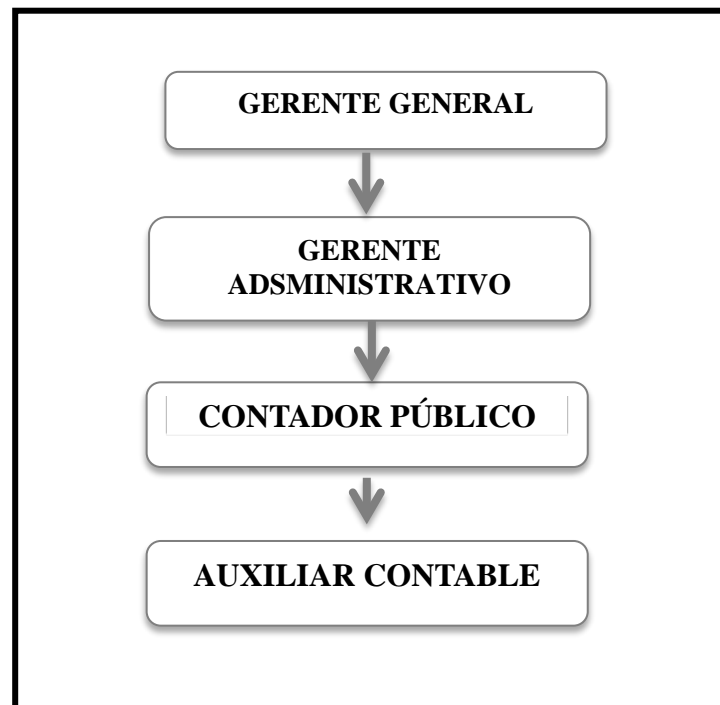 GERENTE GENERAL
GERENTE
ADSMINISTRATIVO
CONTADOR PÚBLICO
AUXILIAR CONTABLE